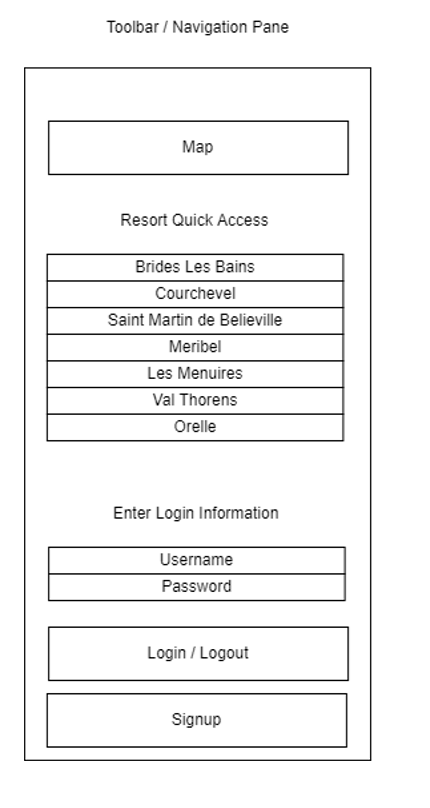 Toolbar / Navigation Pane
Map
Resort Quick Access
Brides Les Bains
Courchevel
Saint Martin de Believille
Meribel
Les Menuires
Val Thorens
Orelle
Enter Login Information
Username
Password
Login / Logout
Signup